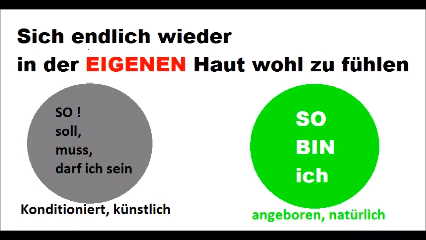 Sich endlich wieder
in der EIGENEN Haut wohl zu fühlen
SO !
soll,
muss,
darf ich sein
Konditioniert, künstlich
SO
BIN
ich
angeboren, natürlich